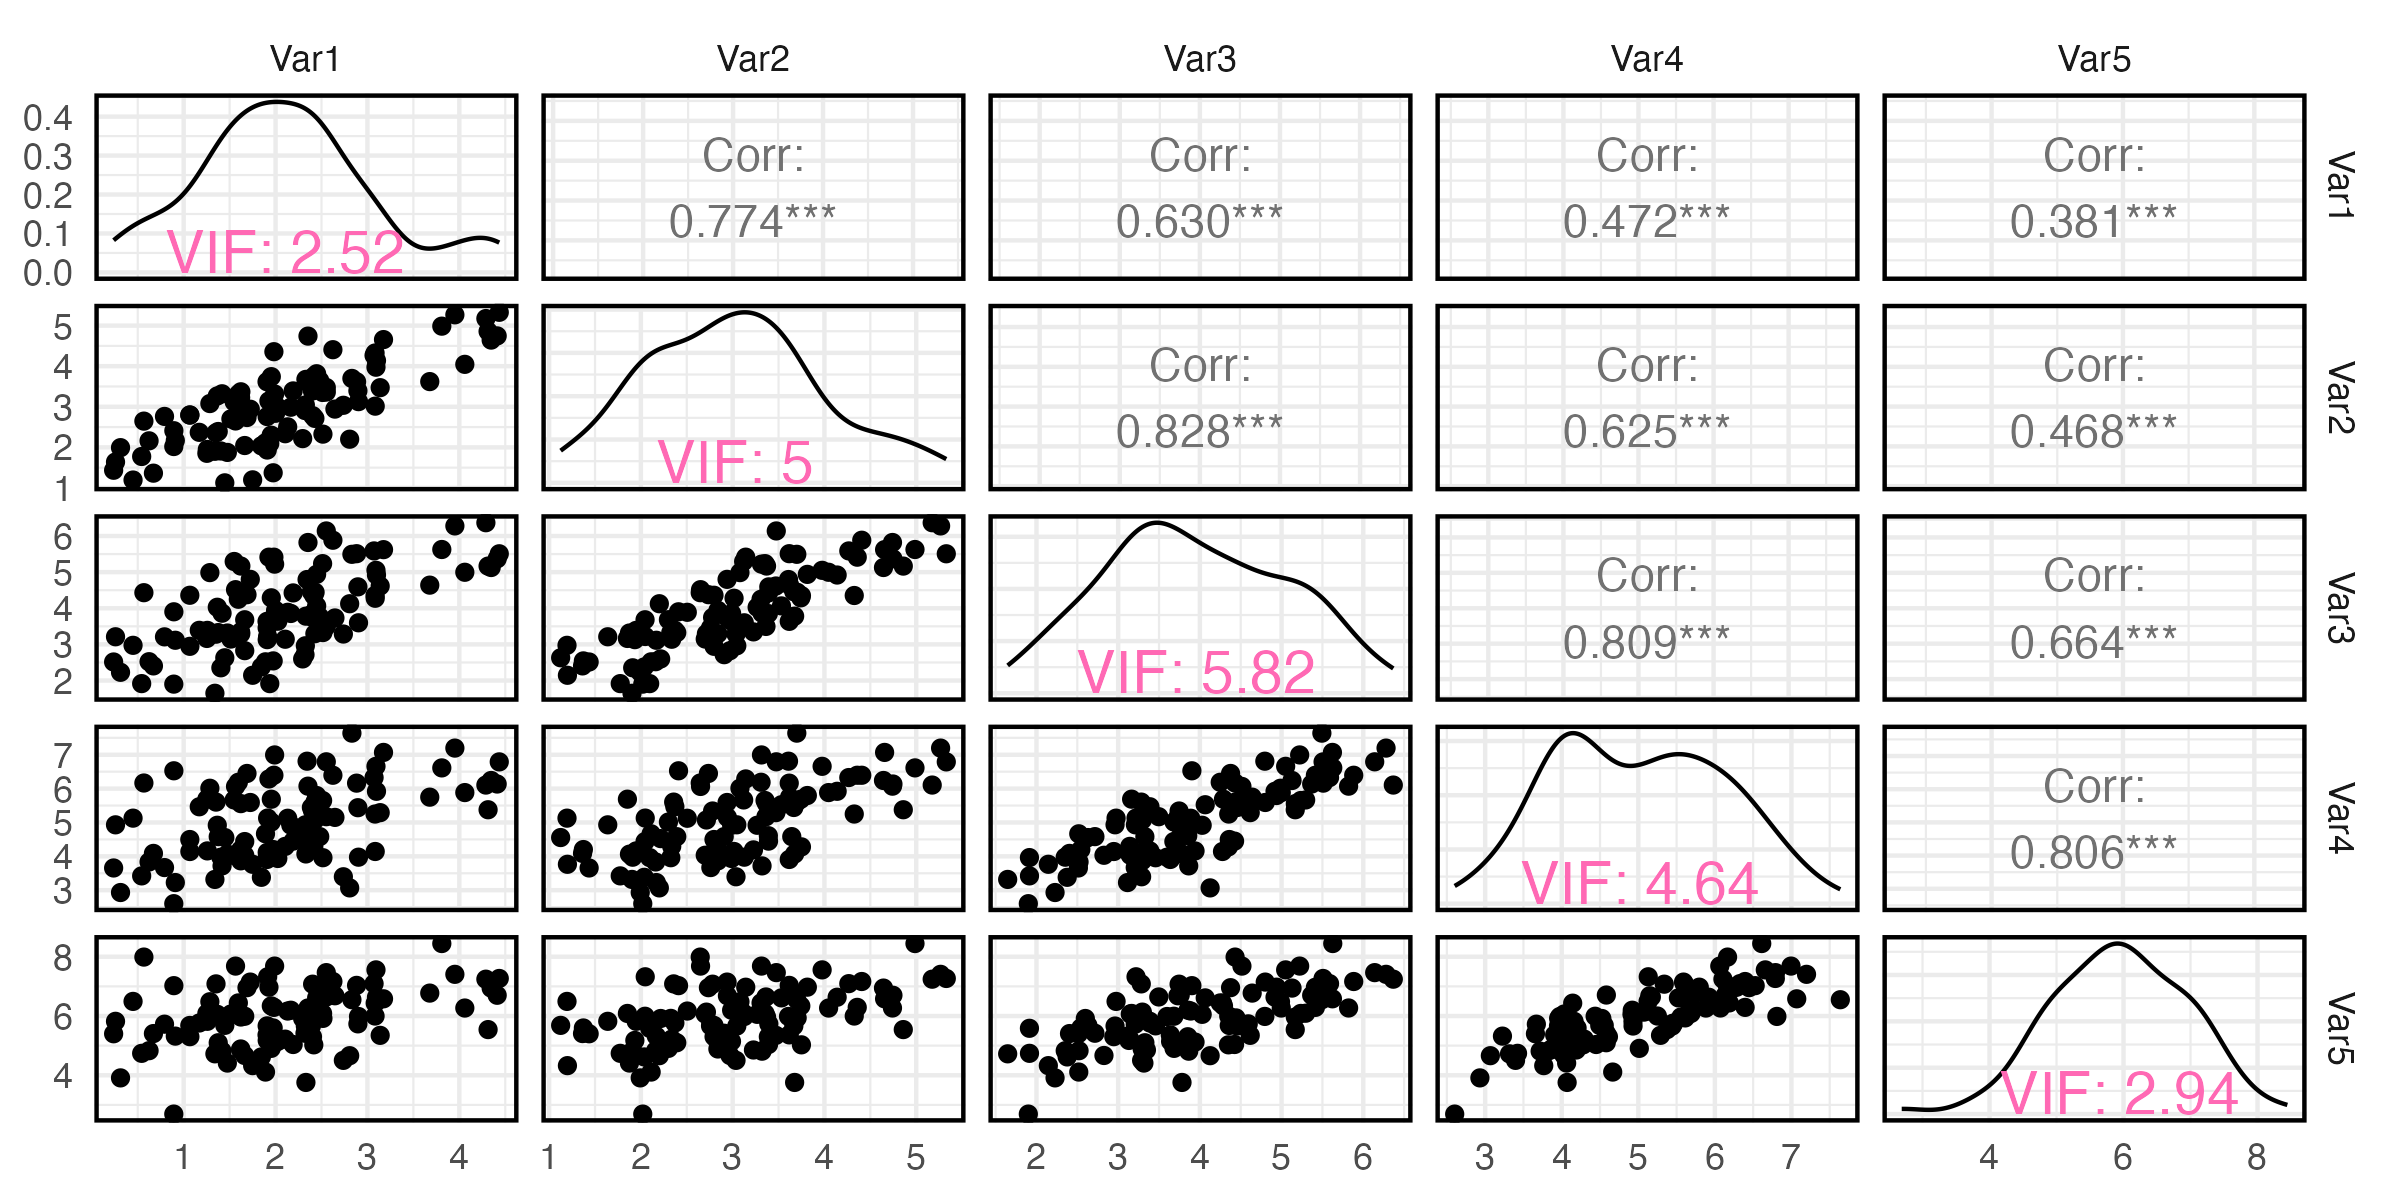 Var1 Var2 Var3 Var4 Var5
0.4
0.3
0.2
0.1
0.0
VIF: 2.52
Corr:
0.774***
Corr:
0.630***
Corr:
0.472***
Corr:
0.381***
Var1
5
4
3
2
1
VIF: 5
Corr:
0.828***
Corr:
0.625***
Corr:
0.468***
Var2
6
5
4
3
2
VIF: 5.82
Corr:
0.809***
Corr:
0.664***
Var3
7
6
5
4
3
VIF: 4.64
Corr:
0.806***
Var4
8
6
4
VIF: 2.94
Var5
1 2 3 4 1 2 3 4 5 2 3 4 5 6 3 4 5 6 7 4 6 8